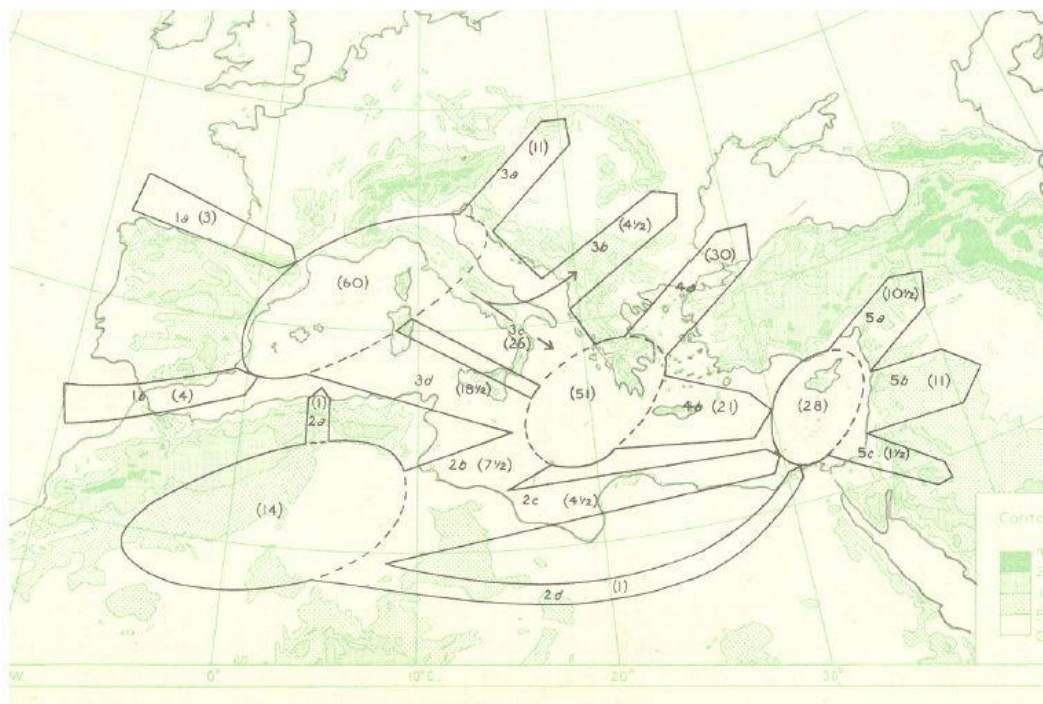 (11)
3a
1a (3)
(4½)
3b
(30)
4a
(60)
(10½)
5a
3c
(26)
5b (11)
1b (4)
3d
(18½)
(51)
4b (21)
(28)
(1)
2a
2b (7½)
5c (1½)
2c (4½)
(14)
Conto
2d (1)
W.
0°
10°E.
20°
30°